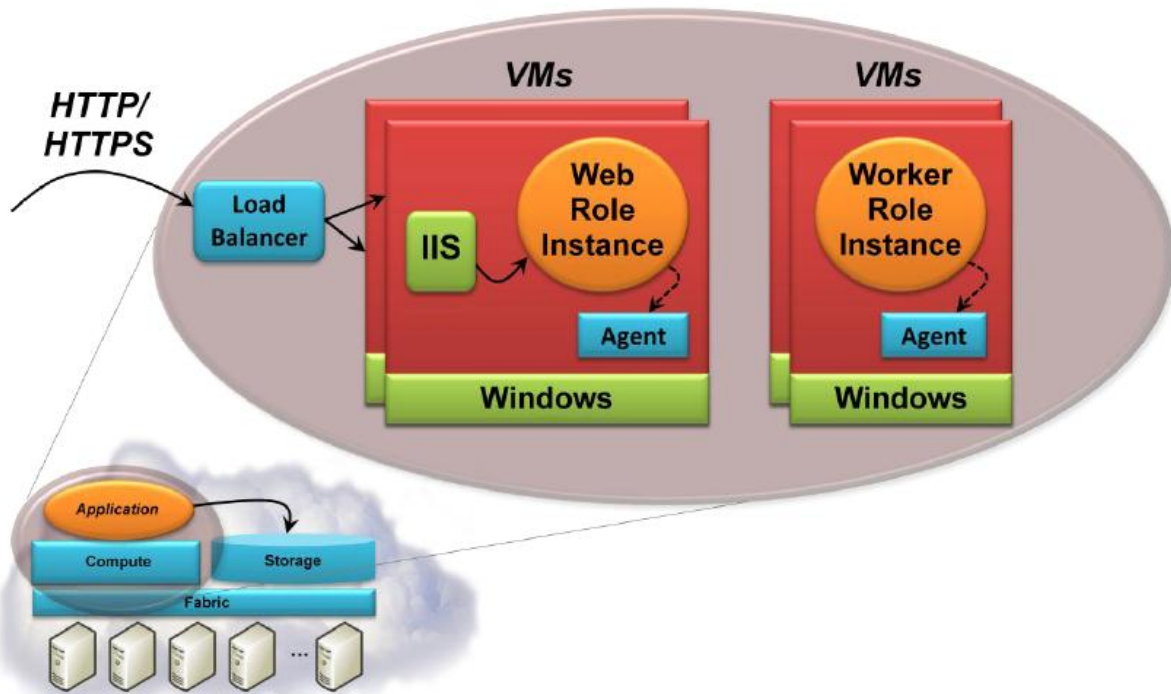 VMs
VMs
HTTP/
HTTPS
Load
Balancer
IIS
Web
Role
Instance
Agent
Windows
Worker
Role
Instance
Agent
Windows
Application
Compute
Storage
Fabric
...